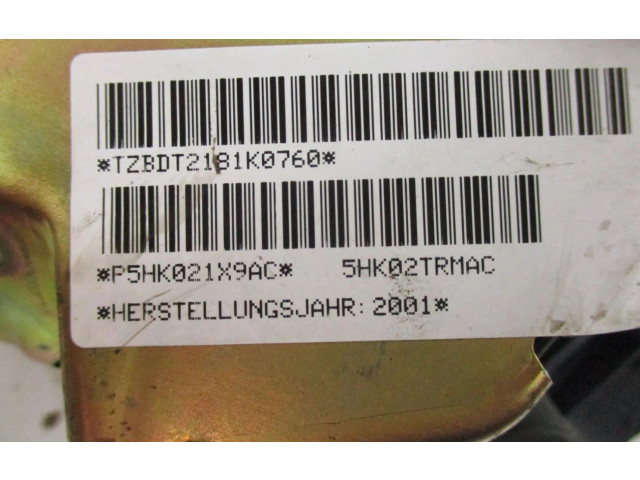 *TZBDT2181K0760*
*P5HK021X9AC* 5HK02TRMAC
*HERSTELLUNGSJAHR: 2001*